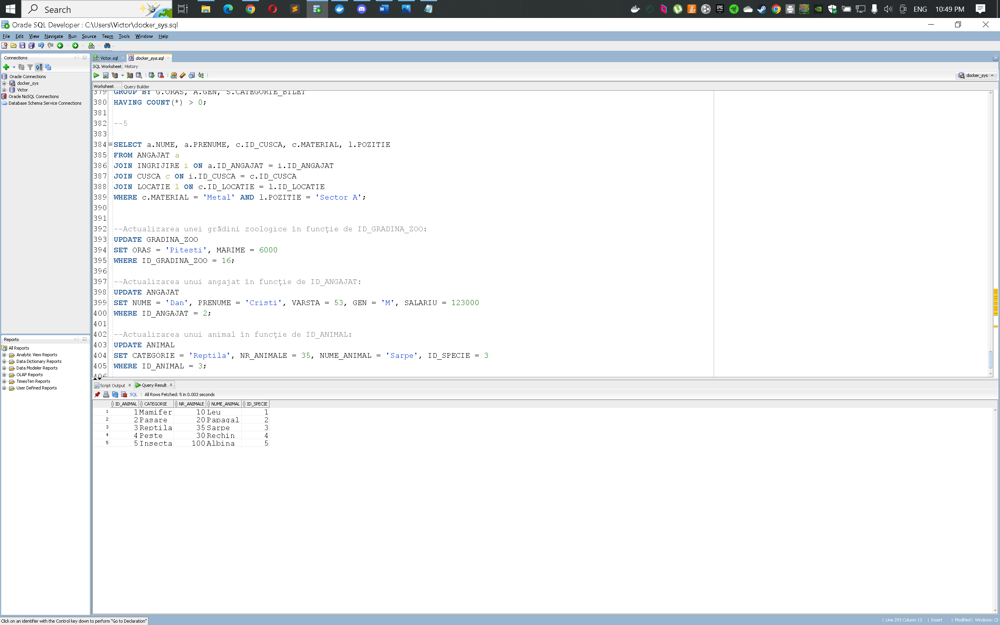 Search
ENG
10:49 PM
Oracle SQL Developer : C:\Users\Victor\docker_sys.sql
File Edit View Navigate Run Source Team Tools Window Help
Connections
Oracle Connections
docker_sys
Victor
Oracle NoSQL Connections
Database Schema Service Connections
Victor.sql
docker_sys.sql
SQL Worksheet History
docker_sys
Worksheet Query Builder
379 GROUP BY G.ORAS, A.GEN, S.CATEGORIE_BILET
380 HAVING COUNT(*) > 0;
381
382 --5
383
384 SELECT a.NUME, a.PRENUME, c.ID_CUSCA, c.MATERIAL, l.POZITIE
385 FROM ANGAJAT a
386 JOIN INGRIJIRE i ON a.ID_ANGAJAT = i.ID_ANGAJAT
387 JOIN CUSCA c ON i.ID_CUSCA = c.ID_CUSCA
388 JOIN LOCATIE l ON c.ID_LOCATIE = l.ID_LOCATIE
389 WHERE c.MATERIAL = 'Metal' AND l.POZITIE = 'Sector A';
390
391
392 --Actualizarea unei grădini zoologice în funcție de ID_GRADINA_ZOO:
393 UPDATE GRADINA_ZOO
394 SET ORAS = 'Pitesti', MARIME = 6000
395 WHERE ID_GRADINA_ZOO = 16;
396
397 --Actualizarea unui angajat în funcție de ID_ANGAJAT:
398 UPDATE ANGAJAT
399 SET NUME = 'Dan', PRENUME = 'Cristi', VARSTA = 53, GEN = 'M', SALARIU = 123000
400 WHERE ID_ANGAJAT = 2;
401
402 --Actualizarea unui animal în funcție de ID_ANIMAL:
403 UPDATE ANIMAL
404 SET CATEGORIE = 'Reptila', NR_ANIMALE = 35, NUME_ANIMAL = 'Sarpe', ID_SPECIE = 3
405 WHERE ID_ANIMAL = 3;
406
Reports
All Reports
Analytic View Reports
Data Dictionary Reports
Data Modeler Reports
OLAP Reports
TimesTen Reports
User Defined Reports
Script Output
Query Result
SQL
All Rows Fetched: 5 in 0.003 seconds
ID_ANIMAL CATEGORIE NR_ANIMALE NUME_ANIMAL ID_SPECIE
1 1 Mamifer 10 Leu 1
2 2 Pasare 20 Papagal 2
3 3 Reptila 35 Sarpe 3
4 4 Peste 30 Rechin 4
5 5 Insecta 100 Albina 5
Click on an identifier with the Control key down to perform "Go to Declaration"
Line 293 Column 13 | Insert | Modified | Windows: